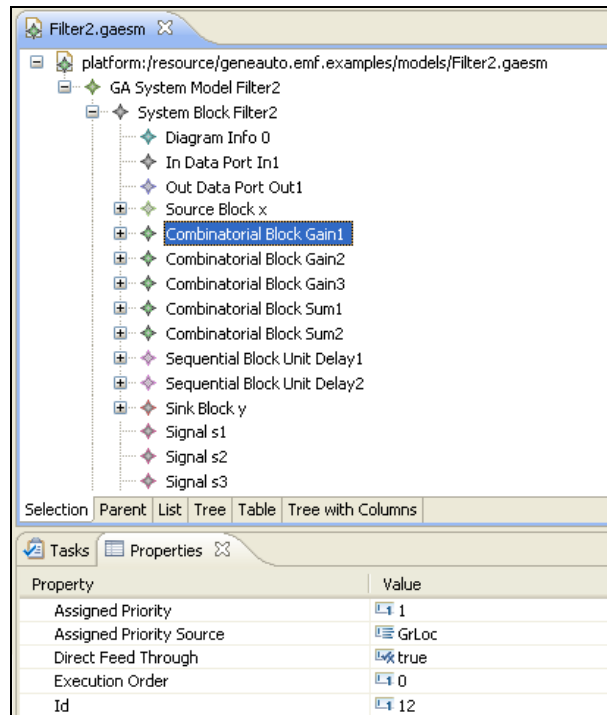 Filter2.gaesm
platform:/resource/geneauto.emf.examples/models/Filter2.gaesm
GA System Model Filter2
System Block Filter2
Diagram Info 0
In Data Port In1
Out Data Port Out1
Source Block x
Combinatorial Block Gain1
Combinatorial Block Gain2
Combinatorial Block Gain3
Combinatorial Block Sum1
Combinatorial Block Sum2
Sequential Block Unit Delay1
Sequential Block Unit Delay2
Sink Block y
Signal s1
Signal s2
Signal s3
Selection Parent List Tree Table Tree with Columns
Tasks Properties
Property Value
Assigned Priority 1
Assigned Priority Source GrLoc
Direct Feed Through true
Execution Order 0
Id 12